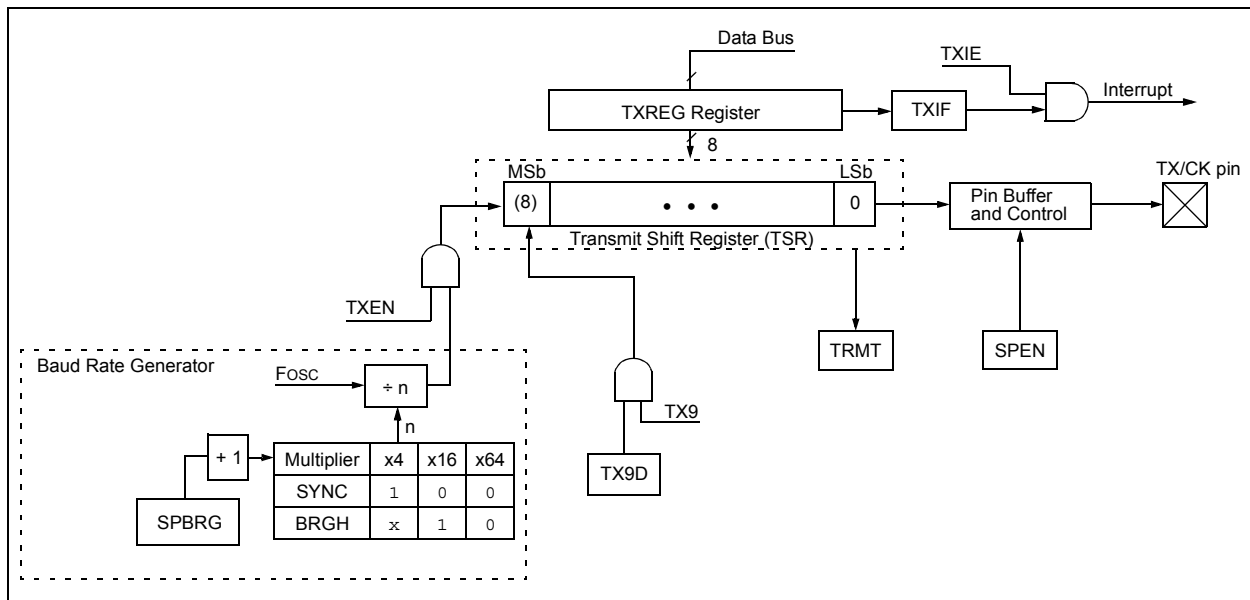 Data Bus
TXIE
Interrupt
TXREG Register
TXIF
8
MSb
LSb
TX/CK pin
(8)
• • •
0
Pin Buffer
and Control
Transmit Shift Register (TSR)
TXEN
TRMT
SPEN
Baud Rate Generator
FOSC
÷ n
n
TX9
+ 1
Multiplier x4 x16 x64
SYNC 1 0 0
BRGH x 1 0
TX9D
SPBRG